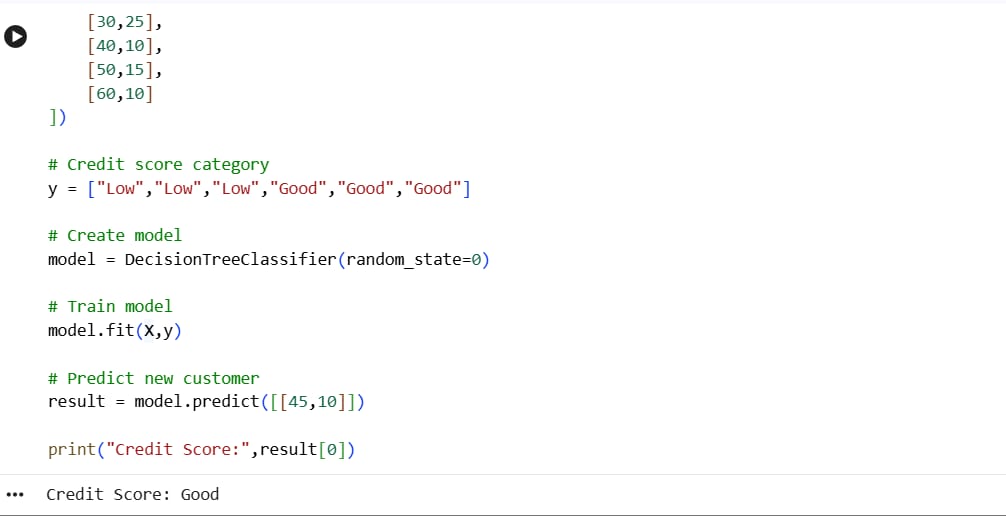 [30,25],
[40,10],
[50,15],
[60,10]
])
# Credit score category
y = ["Low","Low","Low","Good","Good","Good"]
# Create model
model = DecisionTreeClassifier(random_state=0)
# Train model
model.fit(X,y)
# Predict new customer
result = model.predict([[45,10]])
print("Credit Score:",result[0])
Credit Score: Good